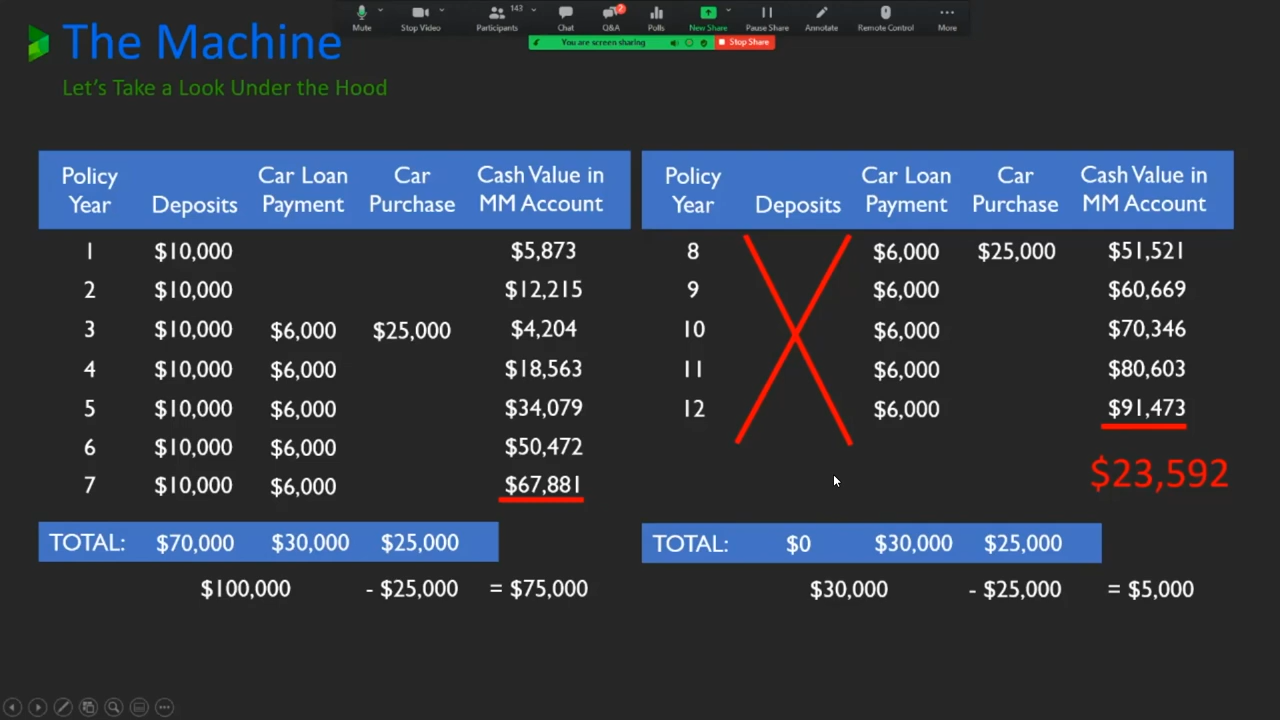 Mute
Stop Video
Participants
143
Chat
Q&A
2
Polls
New Share
Pause Share
Annotate
Remote Control
More
You are screen sharing
Stop Share
The Machine
Let's Take a Look Under the Hood
Policy Year Deposits Car Loan Payment Car Purchase Cash Value in MM Account
1 $10,000 $5,873
2 $10,000 $12,215
3 $10,000 $6,000 $25,000 $4,204
4 $10,000 $6,000 $18,563
5 $10,000 $6,000 $34,079
6 $10,000 $6,000 $50,472
7 $10,000 $6,000 $67,881
TOTAL: $70,000 $30,000 $25,000
$100,000 - $25,000 = $75,000
Policy Year Deposits Car Loan Payment Car Purchase Cash Value in MM Account
8 $6,000 $25,000 $51,521
9 $6,000 $60,669
10 $6,000 $70,346
11 $6,000 $80,603
12 $6,000 $91,473
$23,592
TOTAL: $0 $30,000 $25,000
$30,000 - $25,000 = $5,000